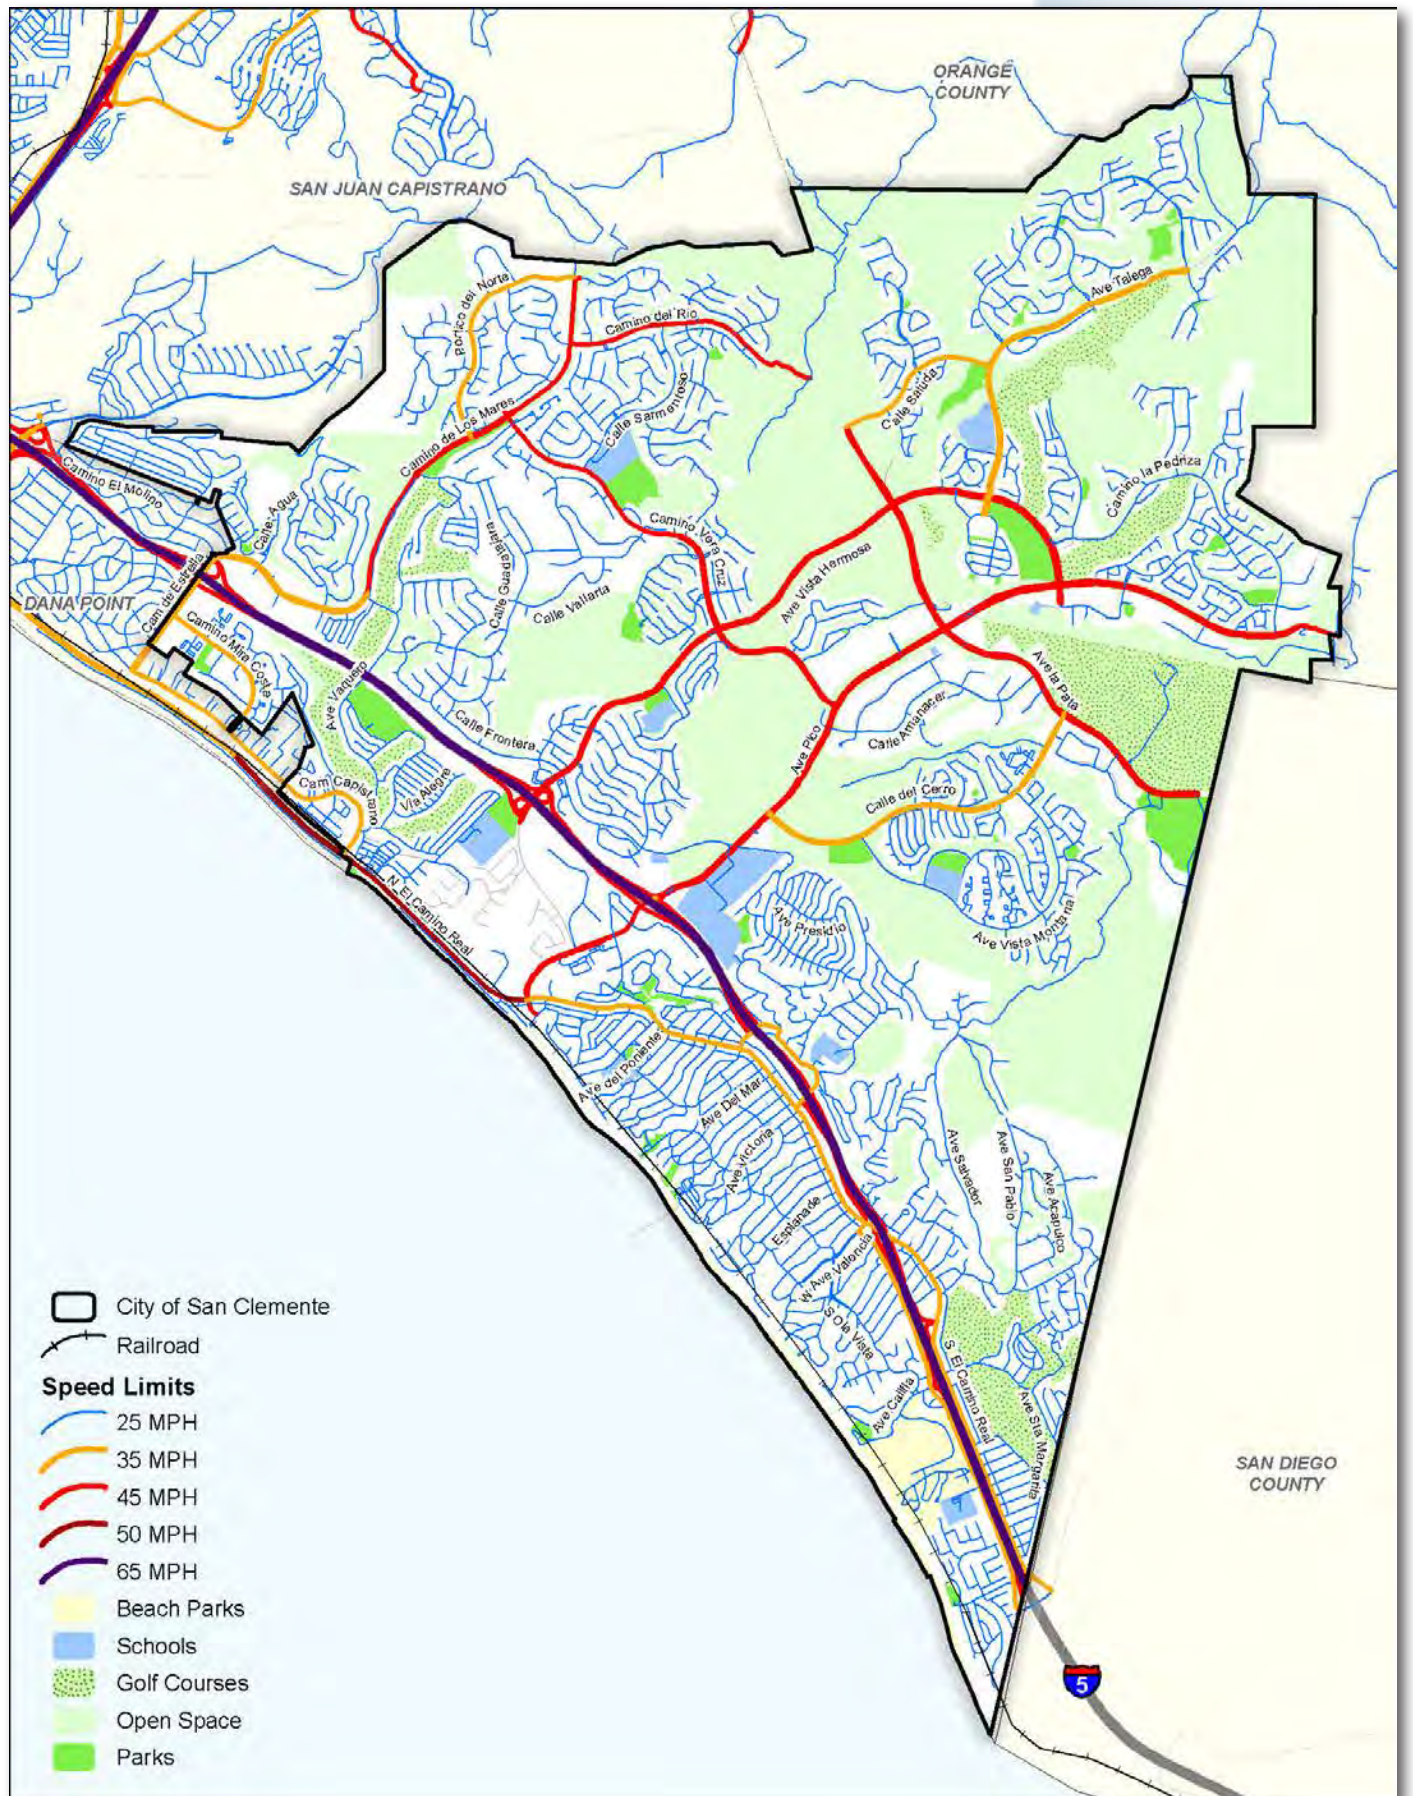 ORANGE
COUNTY
SAN JUAN CAPISTRANO
Ave Talega
Portico del Norte
Camino del Rio
Calle Saluda
Calle Sarmentoso
Camino de Los Mares
Camino la Pedriza
Camino El Molino
Calle Agua
Camino Vera Cruz
Calle Guadalajara
Ave Vista Hermosa
Calle Vallarta
DANA POINT
Cam de Estrella
Camino Mira Costa
Ave Vaquero
Ave la Pata
Calle Amanacer
Calle Frontera
Ave Pico
Cam Capistrano
Via Alegre
Calle del Cerro
N El Camino Real
Ave Presidio
Ave Vista Montana
Ave del Poniente
Ave Del Mar
Ave Victoria
Ave Salvador
Ave San Pablo
Ave Acapulco
Esplanade
W Ave Valencia
S Ola Vista
S El Camino Real
Ave Califia
Ave Sta Margarita
SAN DIEGO
COUNTY
5
City of San Clemente
Railroad
Speed Limits
25 MPH
35 MPH
45 MPH
50 MPH
65 MPH
Beach Parks
Schools
Golf Courses
Open Space
Parks